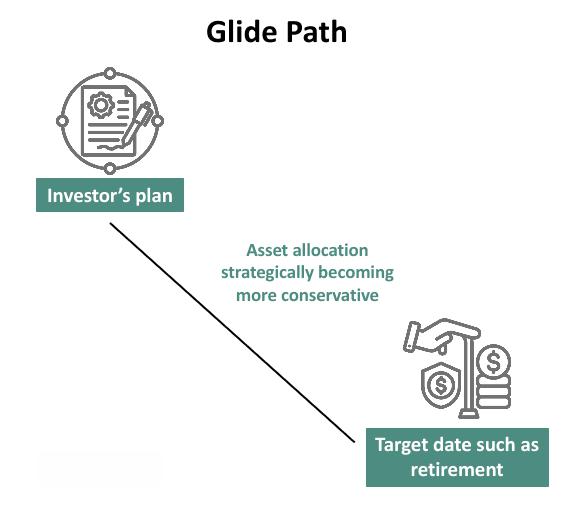 Glide Path
Investor’s plan
Asset allocation
strategically becoming
more conservative
$
$
Target date such as
retirement